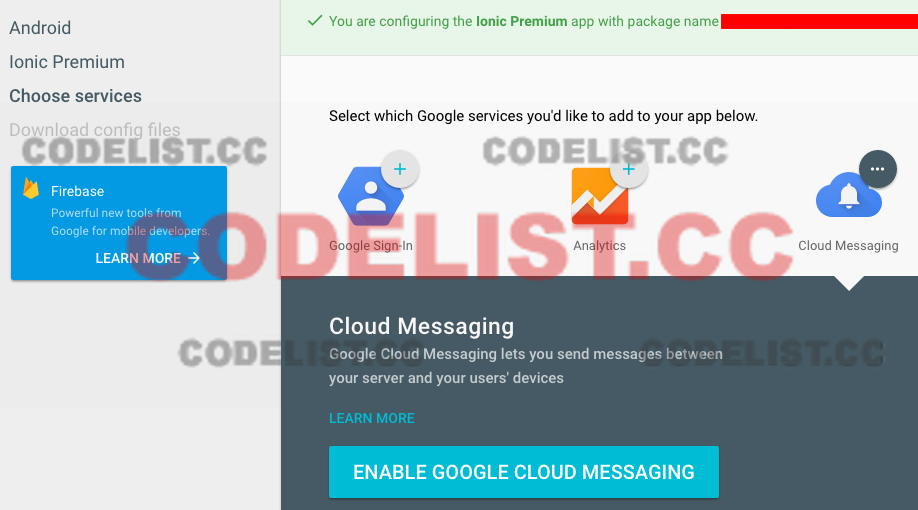 Android
Ionic Premium
Choose services
Download config files
Firebase
Powerful new tools from
Google for mobile developers.
LEARN MORE →
You are configuring the Ionic Premium app with package name
Select which Google services you'd like to add to your app below.
Google Sign-In
Analytics
Cloud Messaging
Cloud Messaging
Google Cloud Messaging lets you send messages between
your server and your users' devices
LEARN MORE
ENABLE GOOGLE CLOUD MESSAGING
CODELIST.CC
CODELIST.CC
CODELIST.CC
CODELIST.CC
CODELIST.CC